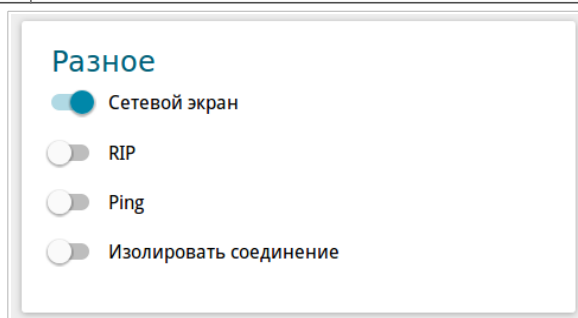 Разное
Сетевой экран
RIP
Ping
Изолировать соединение